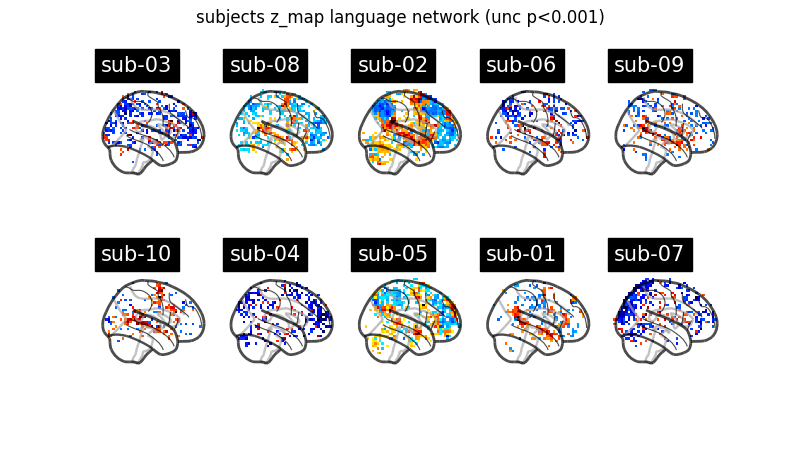 subjects z_map language network (unc p<0.001)
sub-03
sub-08
sub-02
sub-06
sub-09
sub-10
sub-04
sub-05
sub-01
sub-07